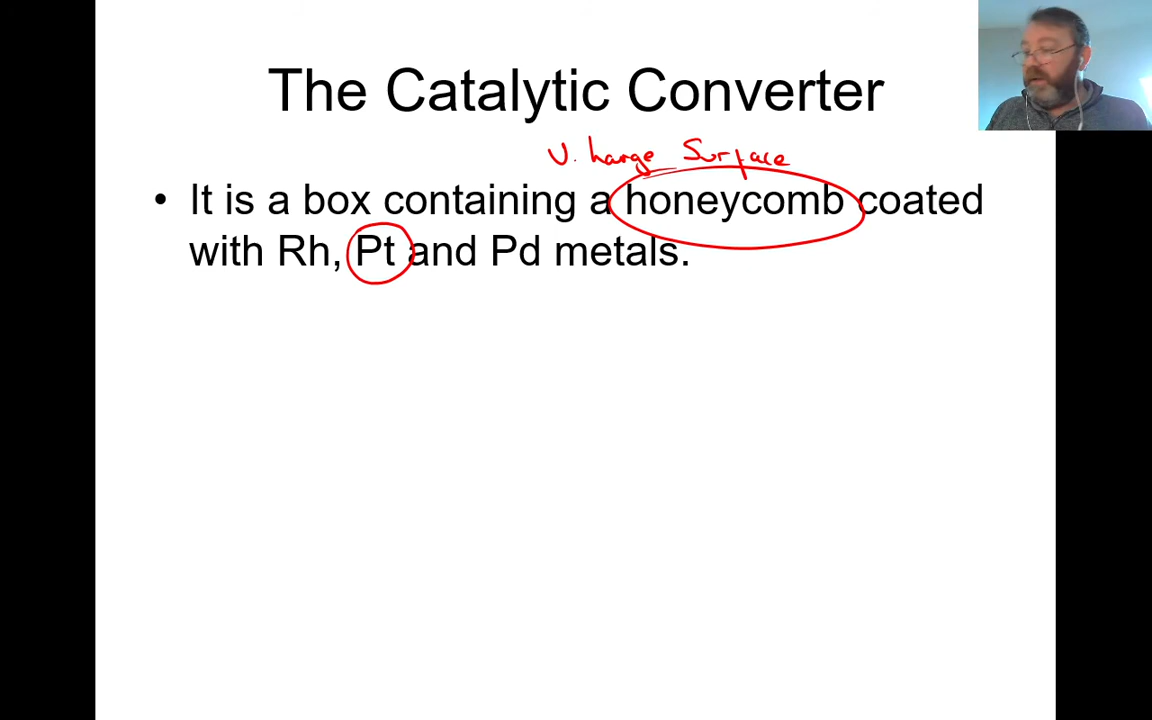 The Catalytic Converter
V. Large Surface
• It is a box containing a honeycomb coated
with Rh, Pt and Pd metals.